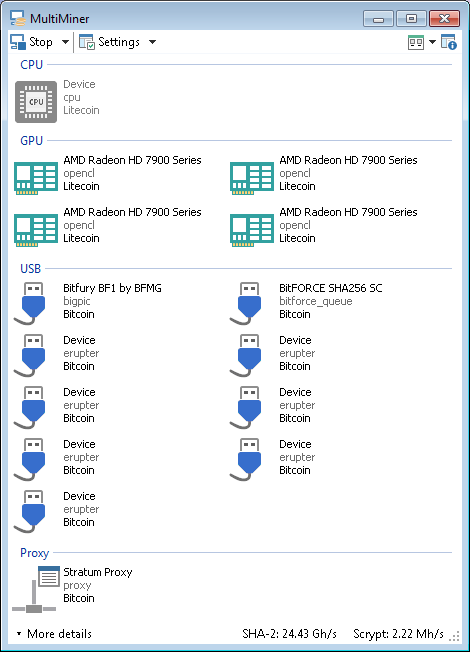 MultiMiner
Stop Settings
CPU
Device
cpu
Litecoin
CPU
GPU
AMD Radeon HD 7900 Series
opencl
Litecoin
AMD Radeon HD 7900 Series
opencl
Litecoin
AMD Radeon HD 7900 Series
opencl
Litecoin
AMD Radeon HD 7900 Series
opencl
Litecoin
USB
Bitfury BF1 by BFMG
bigpic
Bitcoin
BitFORCE SHA256 SC
bitforce_queue
Bitcoin
Device
erupter
Bitcoin
Device
erupter
Bitcoin
Device
erupter
Bitcoin
Device
erupter
Bitcoin
Device
erupter
Bitcoin
Device
erupter
Bitcoin
Device
erupter
Bitcoin
Proxy
Stratum Proxy
proxy
Bitcoin
More details SHA-2: 24.43 Gh/s Scrypt: 2.22 Mh/s